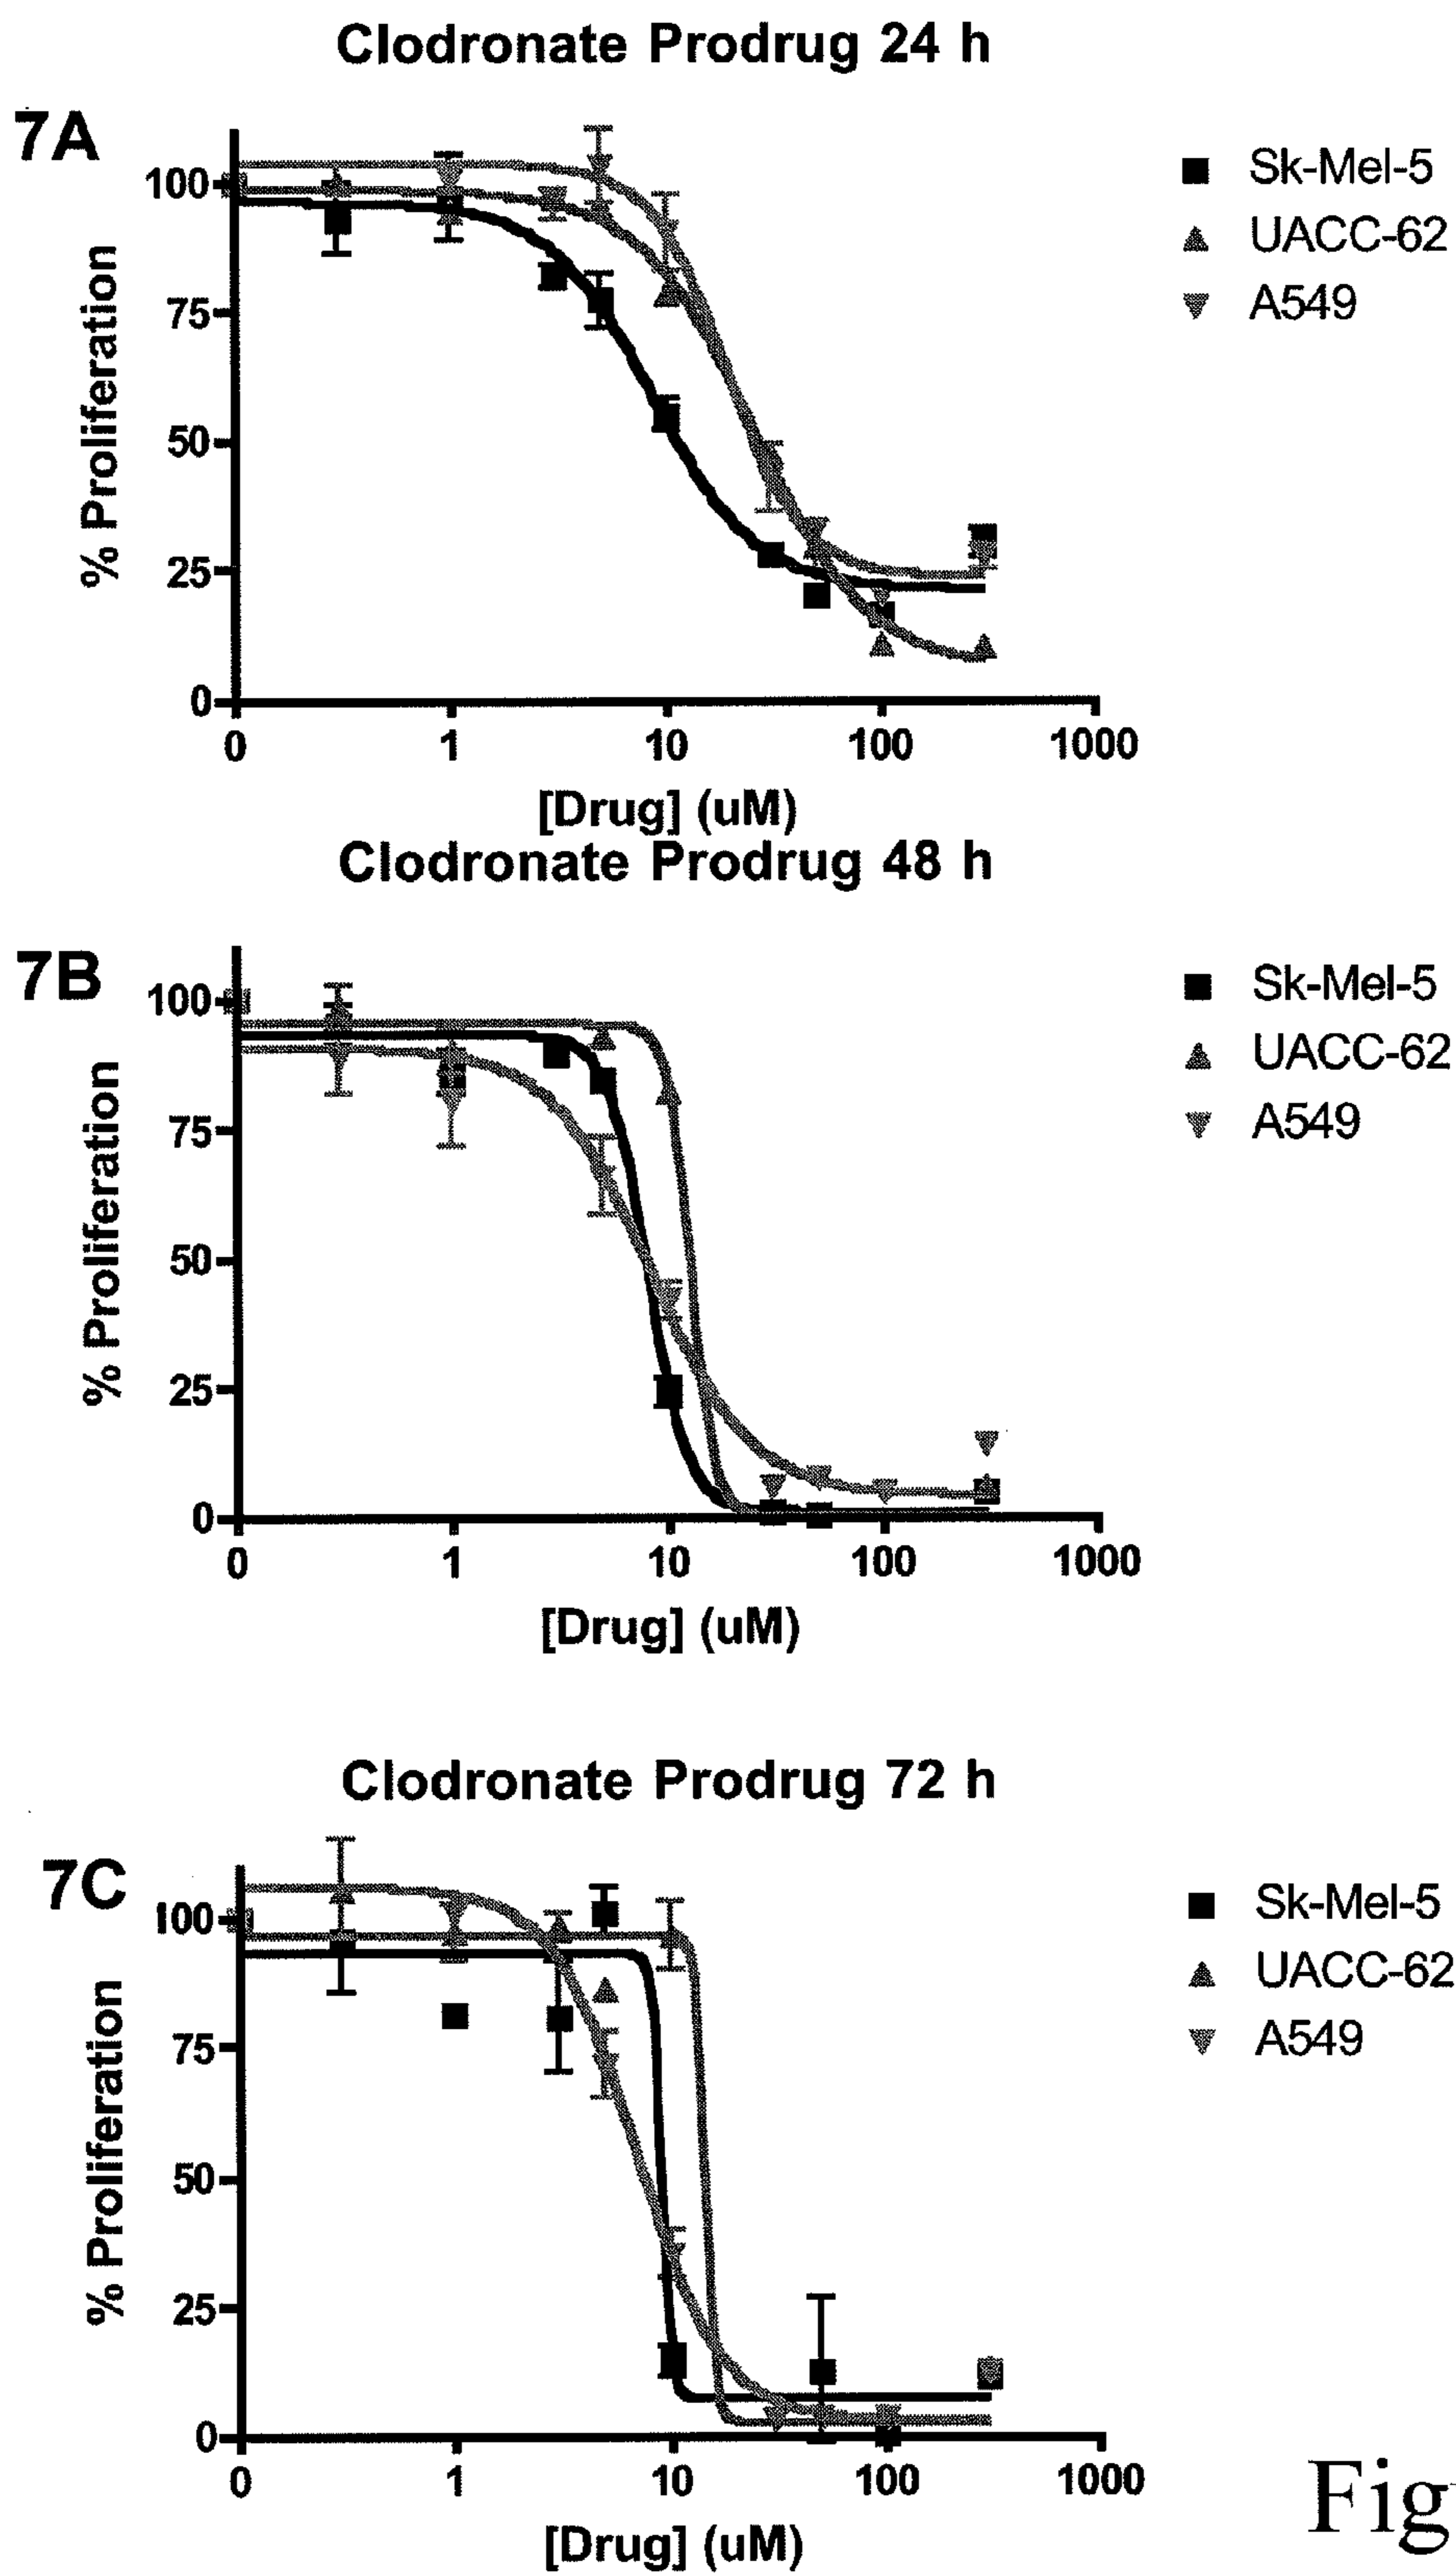 Clodronate Prodrug 24 h
7A
% Proliferation
100
75
50
25
0
0 1 10 100 1000
[Drug] (uM)
Sk-Mel-5
UACC-62
A549
Clodronate Prodrug 48 h
7B
% Proliferation
100
75
50
25
0
0 1 10 100 1000
[Drug] (uM)
Sk-Mel-5
UACC-62
A549
Clodronate Prodrug 72 h
7C
% Proliferation
100
75
50
25
0
0 1 10 100 1000
[Drug] (uM)
Sk-Mel-5
UACC-62
A549
Fig